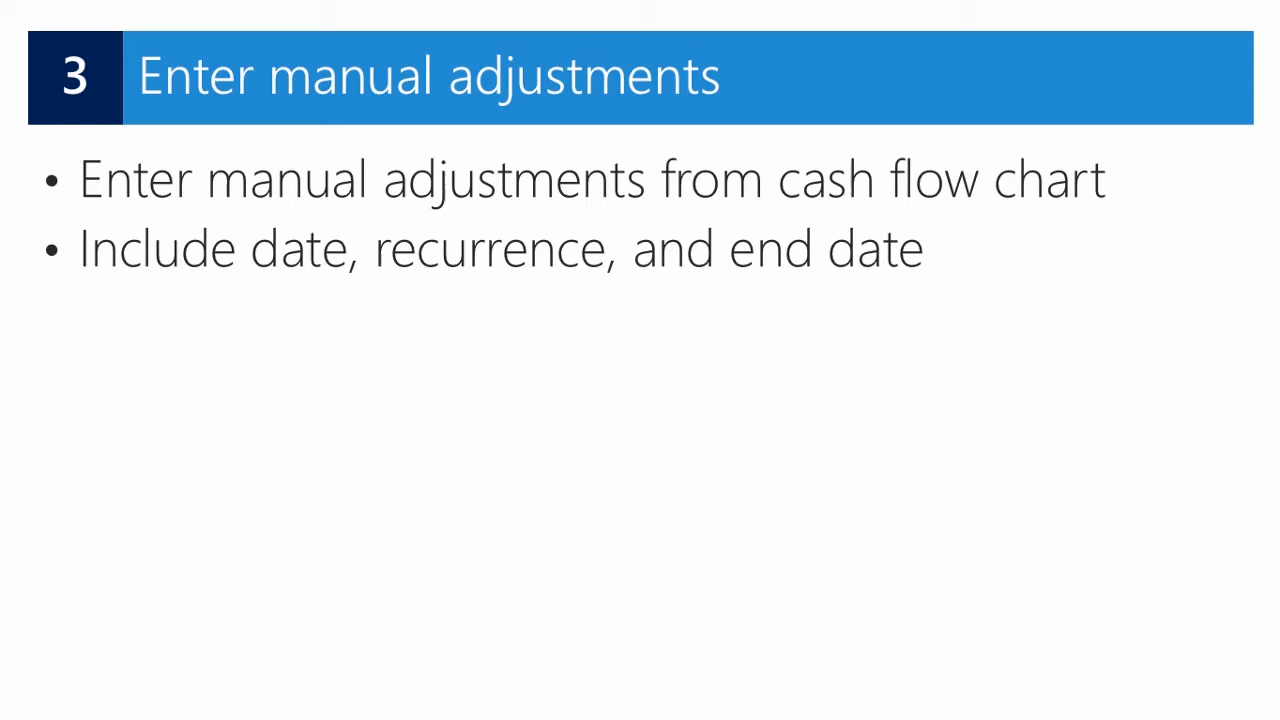 3 Enter manual adjustments
• Enter manual adjustments from cash flow chart
• Include date, recurrence, and end date